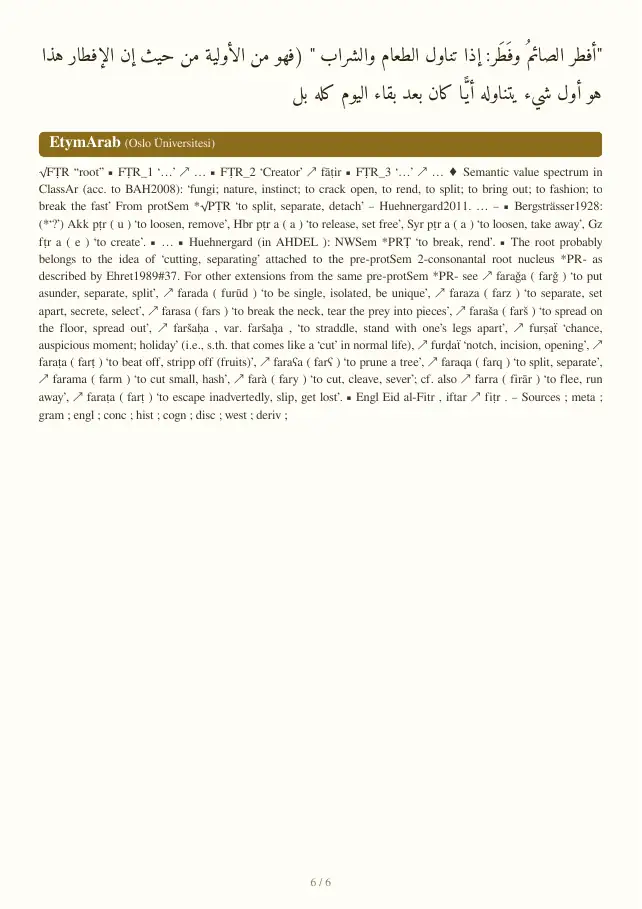 "أفطر الصائمُ وفَطَر: إذا تناول الطعام والشراب " (فهو من الأولية من حيث إن الإفطار هذا
هو أول شيء يتناوله أيًّا كان بعد بقاء اليوم كله بل
EtymArab (Oslo Üniversitesi)
√FṬR “root” ▪ FṬR_1 ‘…’ ↗ … ▪ FṬR_2 ‘Creator’ ↗ fāṭir ▪ FṬR_3 ‘…’ ↗ … ♦ Semantic value spectrum in
ClassAr (acc. to BAH2008): ‘fungi; nature, instinct; to crack open, to rend, to split; to bring out; to fashion; to
break the fast’ From protSem *√PṬR ‘to split, separate, detach’ – Huehnergard2011. … – ▪ Bergsträsser1928:
(*‘?’) Akk pṭr ( u ) ‘to loosen, remove’, Hbr pṭr a ( a ) ‘to release, set free’, Syr pṭr a ( a ) ‘to loosen, take away’, Gz
fṭr a ( e ) ‘to create’. ▪ … ▪ Huehnergard (in AHDEL ): NWSem *PRṬ ‘to break, rend’. ▪ The root probably
belongs to the idea of ‘cutting, separating’ attached to the pre-protSem 2-consonantal root nucleus *PR- as
described by Ehret1989#37. For other extensions from the same pre-protSem *PR- see ↗ faraǧa ( farǧ ) ‘to put
asunder, separate, split’, ↗ farada ( furūd ) ‘to be single, isolated, be unique’, ↗ faraza ( farz ) ‘to separate, set
apart, secrete, select’, ↗ farasa ( fars ) ‘to break the neck, tear the prey into pieces’, ↗ faraša ( farš ) ‘to spread on
the floor, spread out’, ↗ faršaḥa , var. faršaḫa , ‘to straddle, stand with one’s legs apart’, ↗ furṣaẗ ‘chance,
auspicious moment; holiday’ (i.e., s.th. that comes like a ‘cut’ in normal life), ↗ furḍaẗ ‘notch, incision, opening’, ↗
faraṭa ( farṭ ) ‘to beat off, stripp off (fruits)’, ↗ faraʕa ( farʕ ) ‘to prune a tree’, ↗ faraqa ( farq ) ‘to split, separate’,
↗ farama ( farm ) ‘to cut small, hash’, ↗ farà ( fary ) ‘to cut, cleave, sever’; cf. also ↗ farra ( firār ) ‘to flee, run
away’, ↗ faraṭa ( farṭ ) ‘to escape inadvertedly, slip, get lost’. ▪ Engl Eid al-Fitr , iftar ↗ fiṭr . – Sources ; meta ;
gram ; engl ; conc ; hist ; cogn ; disc ; west ; deriv ;
6 / 6